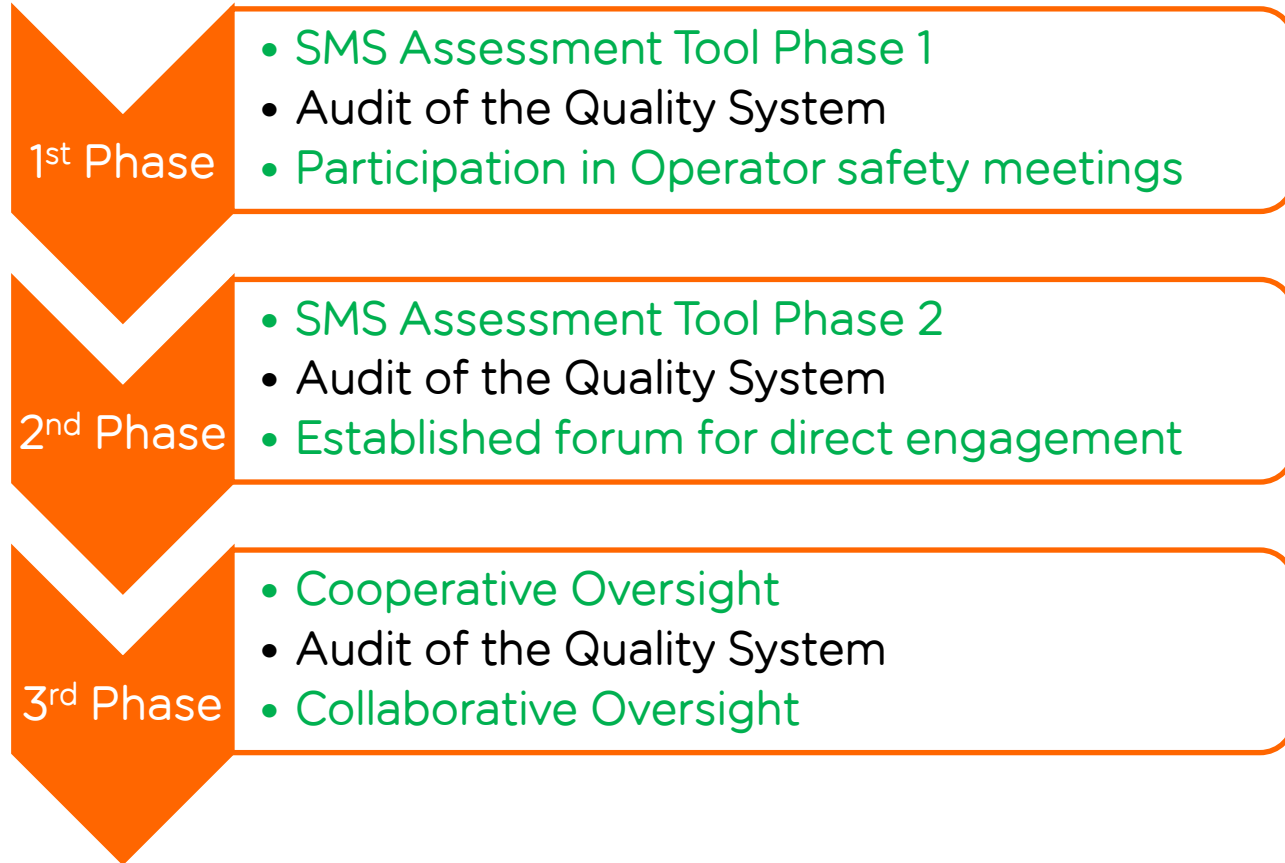 1st Phase
• SMS Assessment Tool Phase 1
• Audit of the Quality System
• Participation in Operator safety meetings
2nd Phase
• SMS Assessment Tool Phase 2
• Audit of the Quality System
• Established forum for direct engagement
3rd Phase
• Cooperative Oversight
• Audit of the Quality System
• Collaborative Oversight